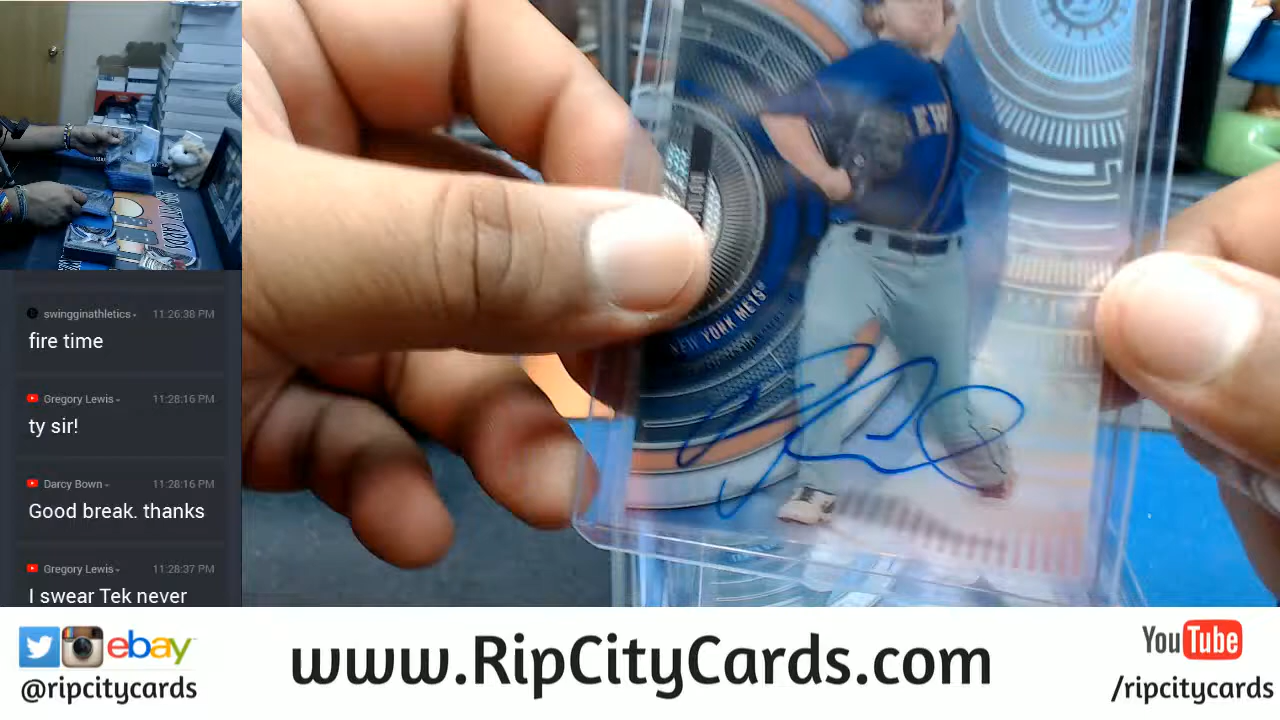 swingginathletics 11:26:38 PM
fire time
Gregory Lewis 11:28:16 PM
ty sir!
Darcy Bown 11:28:16 PM
Good break. thanks
Gregory Lewis 11:28:37 PM
I swear Tek never
NEW YORK METS®
EW
ebay
@ripcitycards
www.RipCityCards.com
YouTube
/ripcitycards